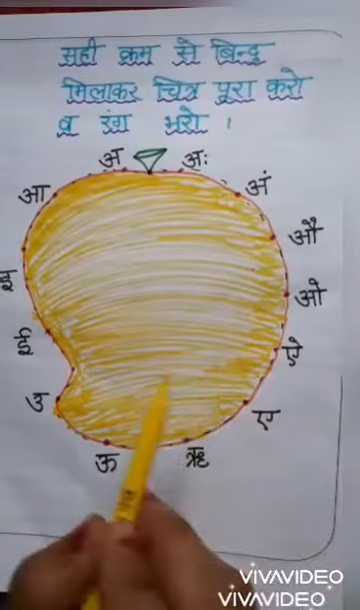 सही क्रम से बिन्दु
मिलाकर चित्र पूरा करो
व रंग भरो ।
अ
अः
आ
अं
इ
औ
ई
ओ
उ
ऐ
ऊ
ए
ऋ
VIVAVIDEO
VIVAVIDEO